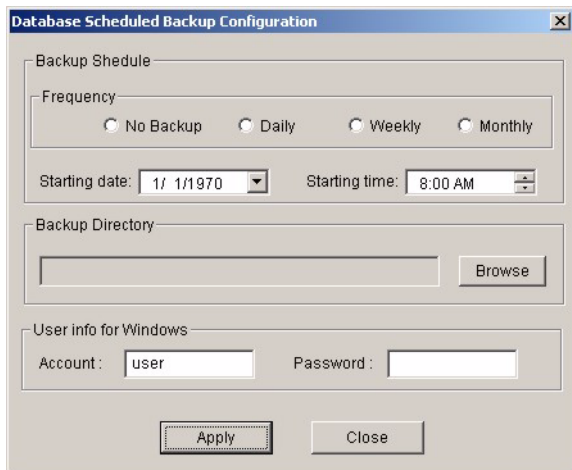 Database Scheduled Backup Configuration
Backup Shedule
Frequency
No Backup Daily Weekly Monthly
Starting date: 1/ 1/1970 Starting time: 8:00 AM
Backup Directory
Browse
User info for Windows
Account : user Password :
Apply Close